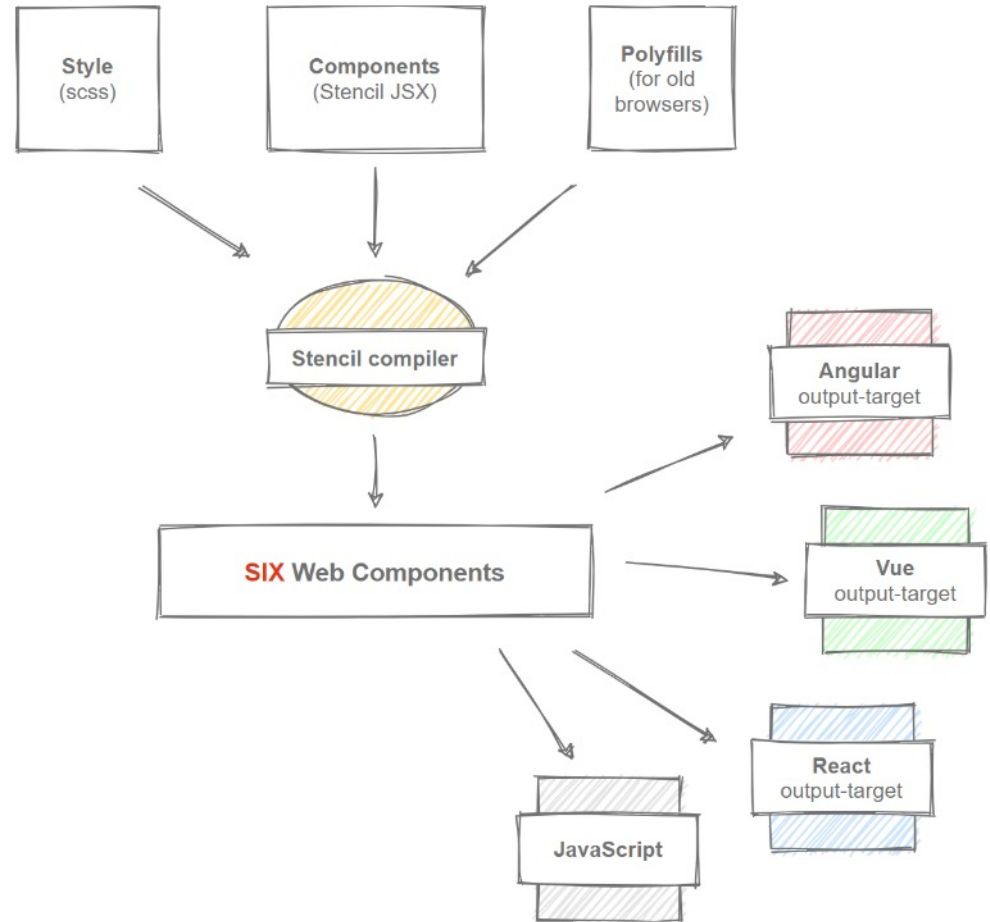 Style
(scss)
Components
(Stencil JSX)
Polyfills
(for old
browsers)
Stencil compiler
Angular
output-target
SIX Web Components
Vue
output-target
React
output-target
JavaScript